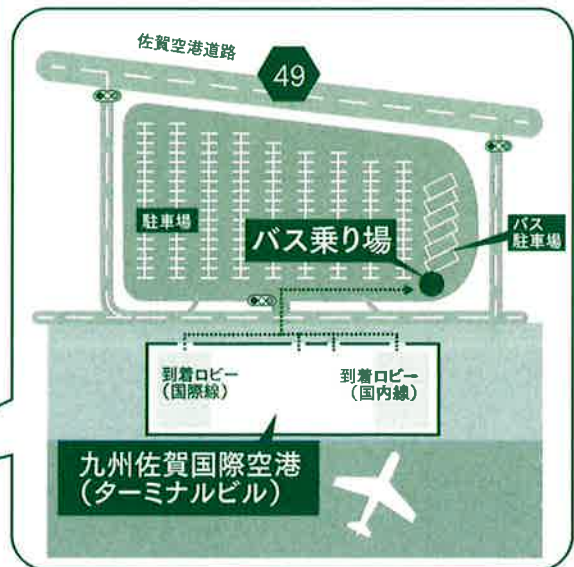 佐賀空港道路
49
駐車場
バス乗り場
バス
駐車場
到着ロビー
(国際線)
到着ロビー
(国内線)
九州佐賀国際空港
(ターミナルビル)